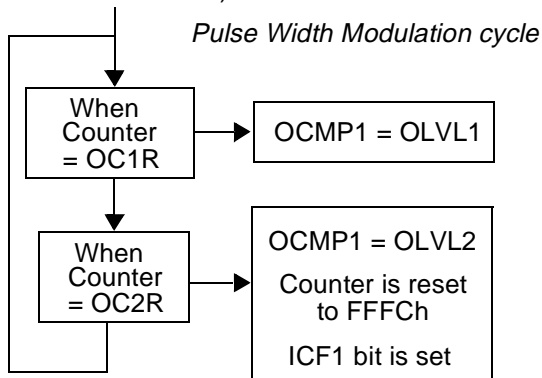 Pulse Width Modulation cycle
When
Counter
= OC1R
OCMP1 = OLVL1
When
Counter
= OC2R
OCMP1 = OLVL2
Counter is reset
to FFFCh
ICF1 bit is set